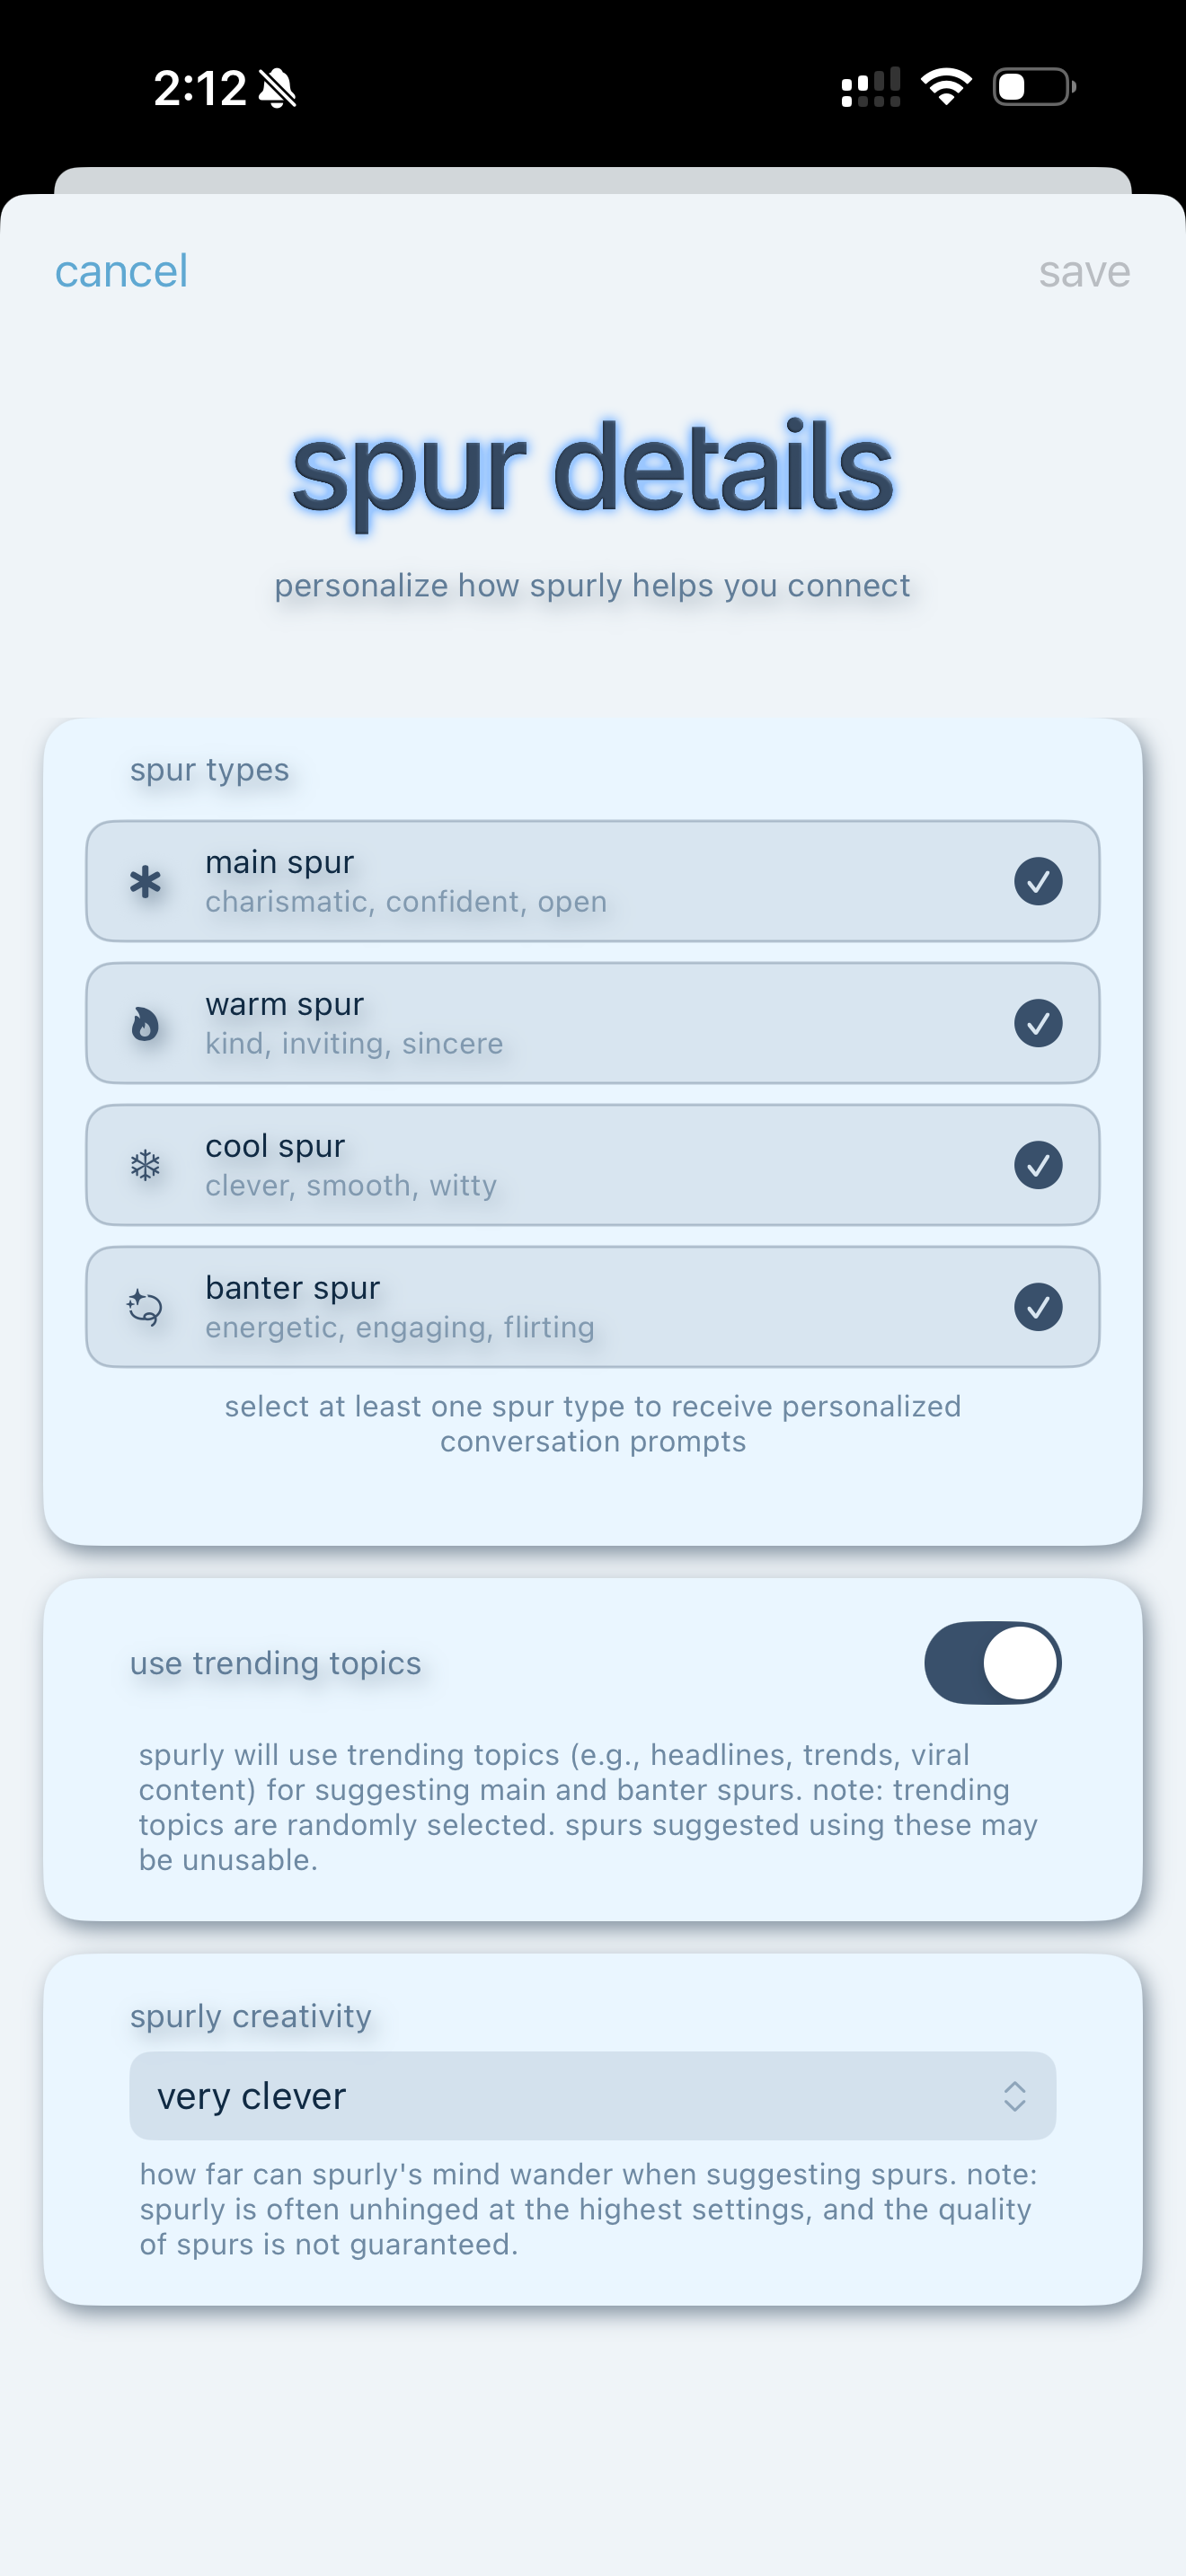 2:12
cancel
save
spur details
personalize how spurly helps you connect
spur types
main spur
charismatic, confident, open
warm spur
kind, inviting, sincere
cool spur
clever, smooth, witty
banter spur
energetic, engaging, flirting
select at least one spur type to receive personalized
conversation prompts
use trending topics
spurly will use trending topics (e.g., headlines, trends, viral
content) for suggesting main and banter spurs. note: trending
topics are randomly selected. spurs suggested using these may
be unusable.
spurly creativity
very clever
how far can spurly's mind wander when suggesting spurs. note:
spurly is often unhinged at the highest settings, and the quality
of spurs is not guaranteed.